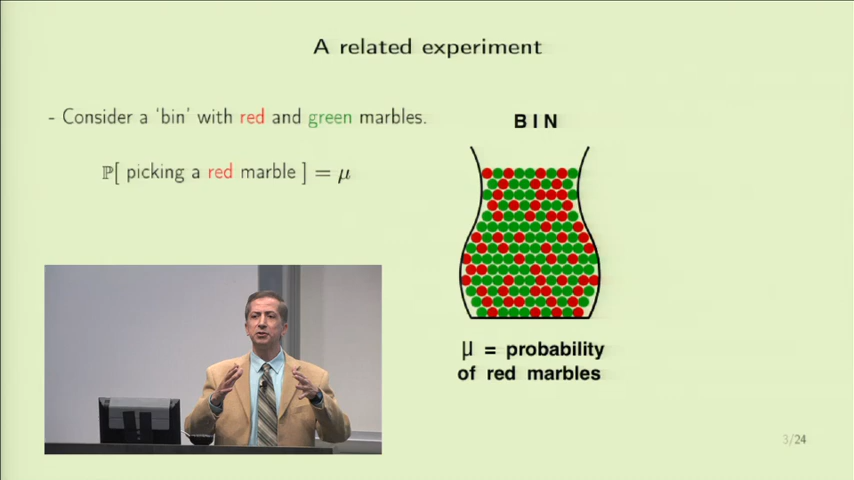 A related experiment
- Consider a 'bin' with red and green marbles.
ℙ[ picking a red marble ] = μ
BIN
μ = probability
of red marbles
3/24